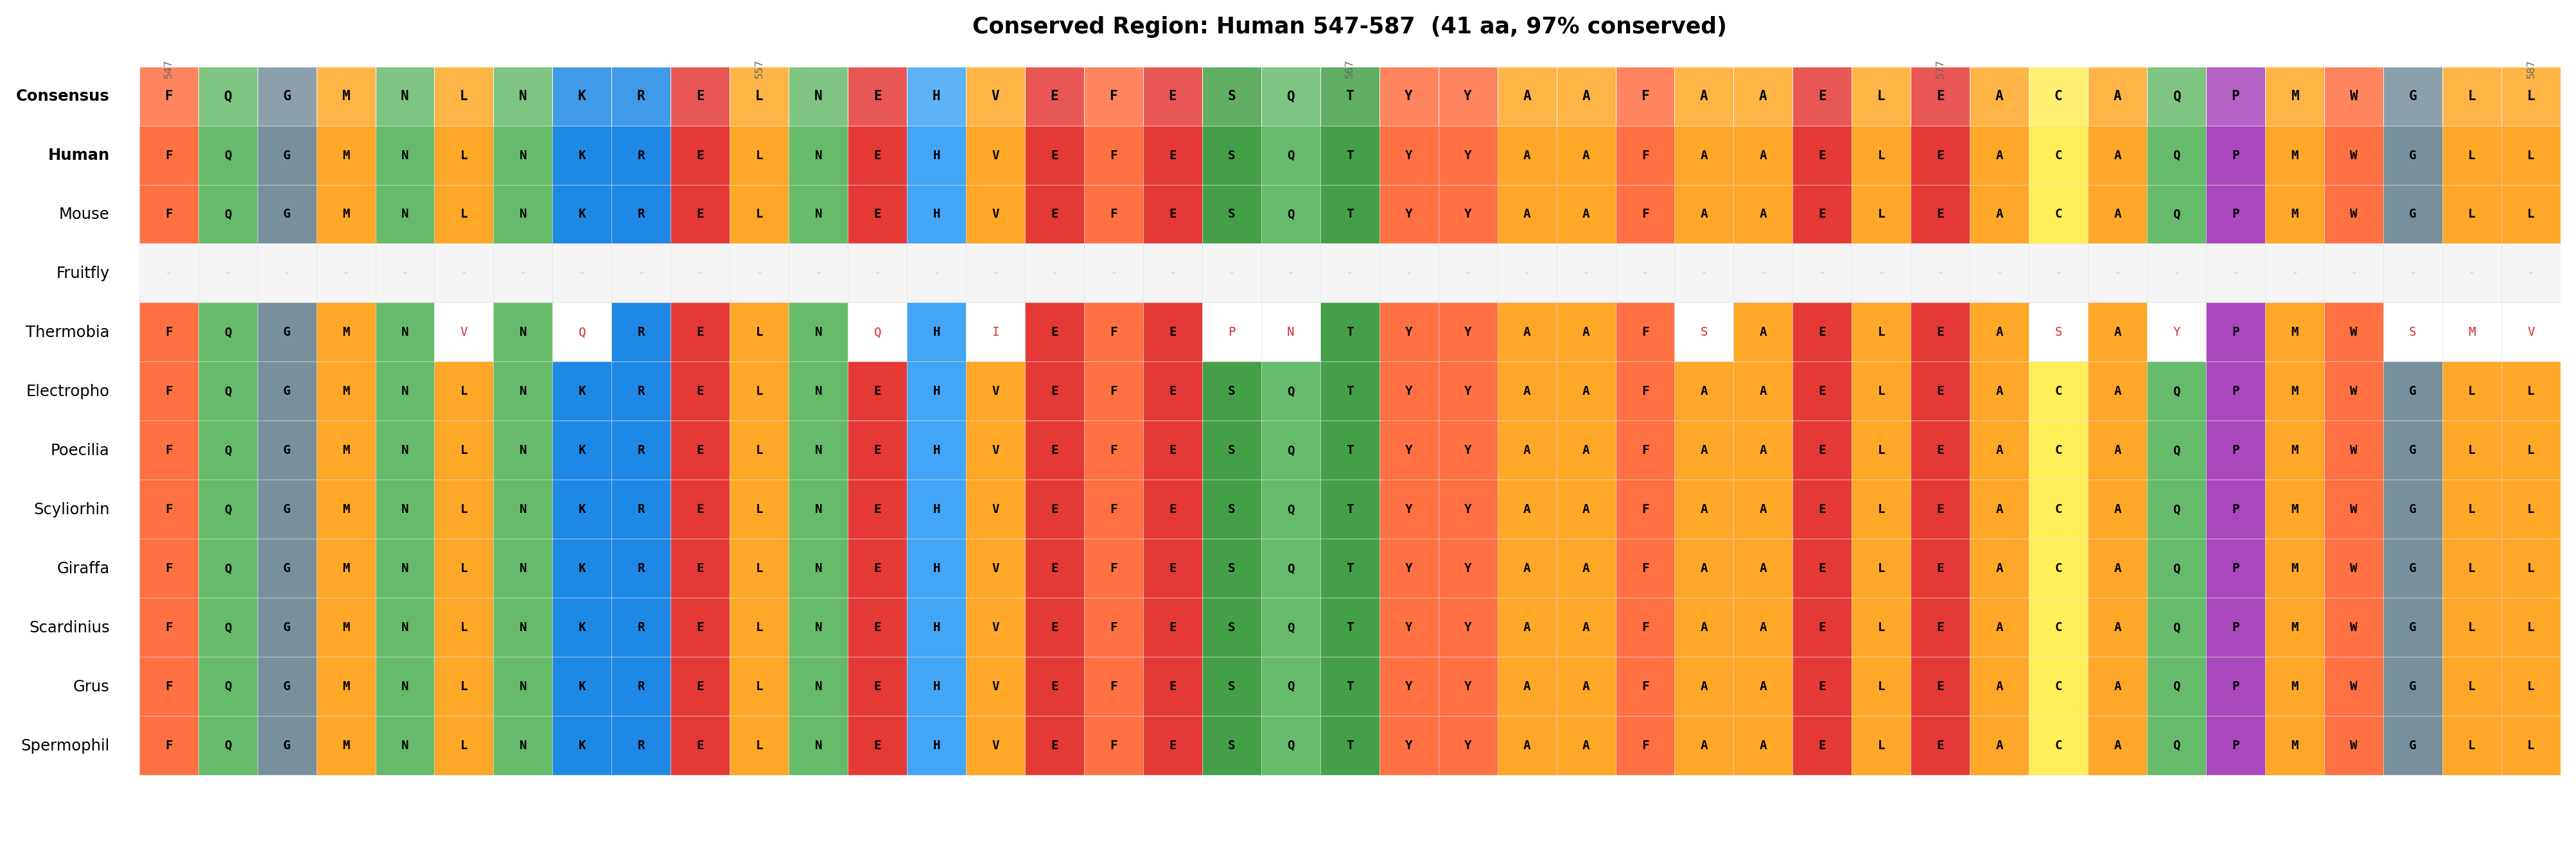 Conserved Region: Human 547-587  (41 aa, 97% conserved)
547 557 567 577 587
Consensus F Q G M N L N K R E L N E H V E F E S Q T Y Y A A F A A E L E A C A Q P M W G L L
Human F Q G M N L N K R E L N E H V E F E S Q T Y Y A A F A A E L E A C A Q P M W G L L
Mouse F Q G M N L N K R E L N E H V E F E S Q T Y Y A A F A A E L E A C A Q P M W G L L
Fruitfly - - - - - - - - - - - - - - - - - - - - - - - - - - - - - - - - - - - - - - - - -
Thermobia F Q G M N V N Q R E L N Q H I E F E P N T Y Y A A F S A E L E A S A Y P M W S M V
Electropho F Q G M N L N K R E L N E H V E F E S Q T Y Y A A F A A E L E A C A Q P M W G L L
Poecilia F Q G M N L N K R E L N E H V E F E S Q T Y Y A A F A A E L E A C A Q P M W G L L
Scyliorhin F Q G M N L N K R E L N E H V E F E S Q T Y Y A A F A A E L E A C A Q P M W G L L
Giraffa F Q G M N L N K R E L N E H V E F E S Q T Y Y A A F A A E L E A C A Q P M W G L L
Scardinius F Q G M N L N K R E L N E H V E F E S Q T Y Y A A F A A E L E A C A Q P M W G L L
Grus F Q G M N L N K R E L N E H V E F E S Q T Y Y A A F A A E L E A C A Q P M W G L L
Spermophil F Q G M N L N K R E L N E H V E F E S Q T Y Y A A F A A E L E A C A Q P M W G L L